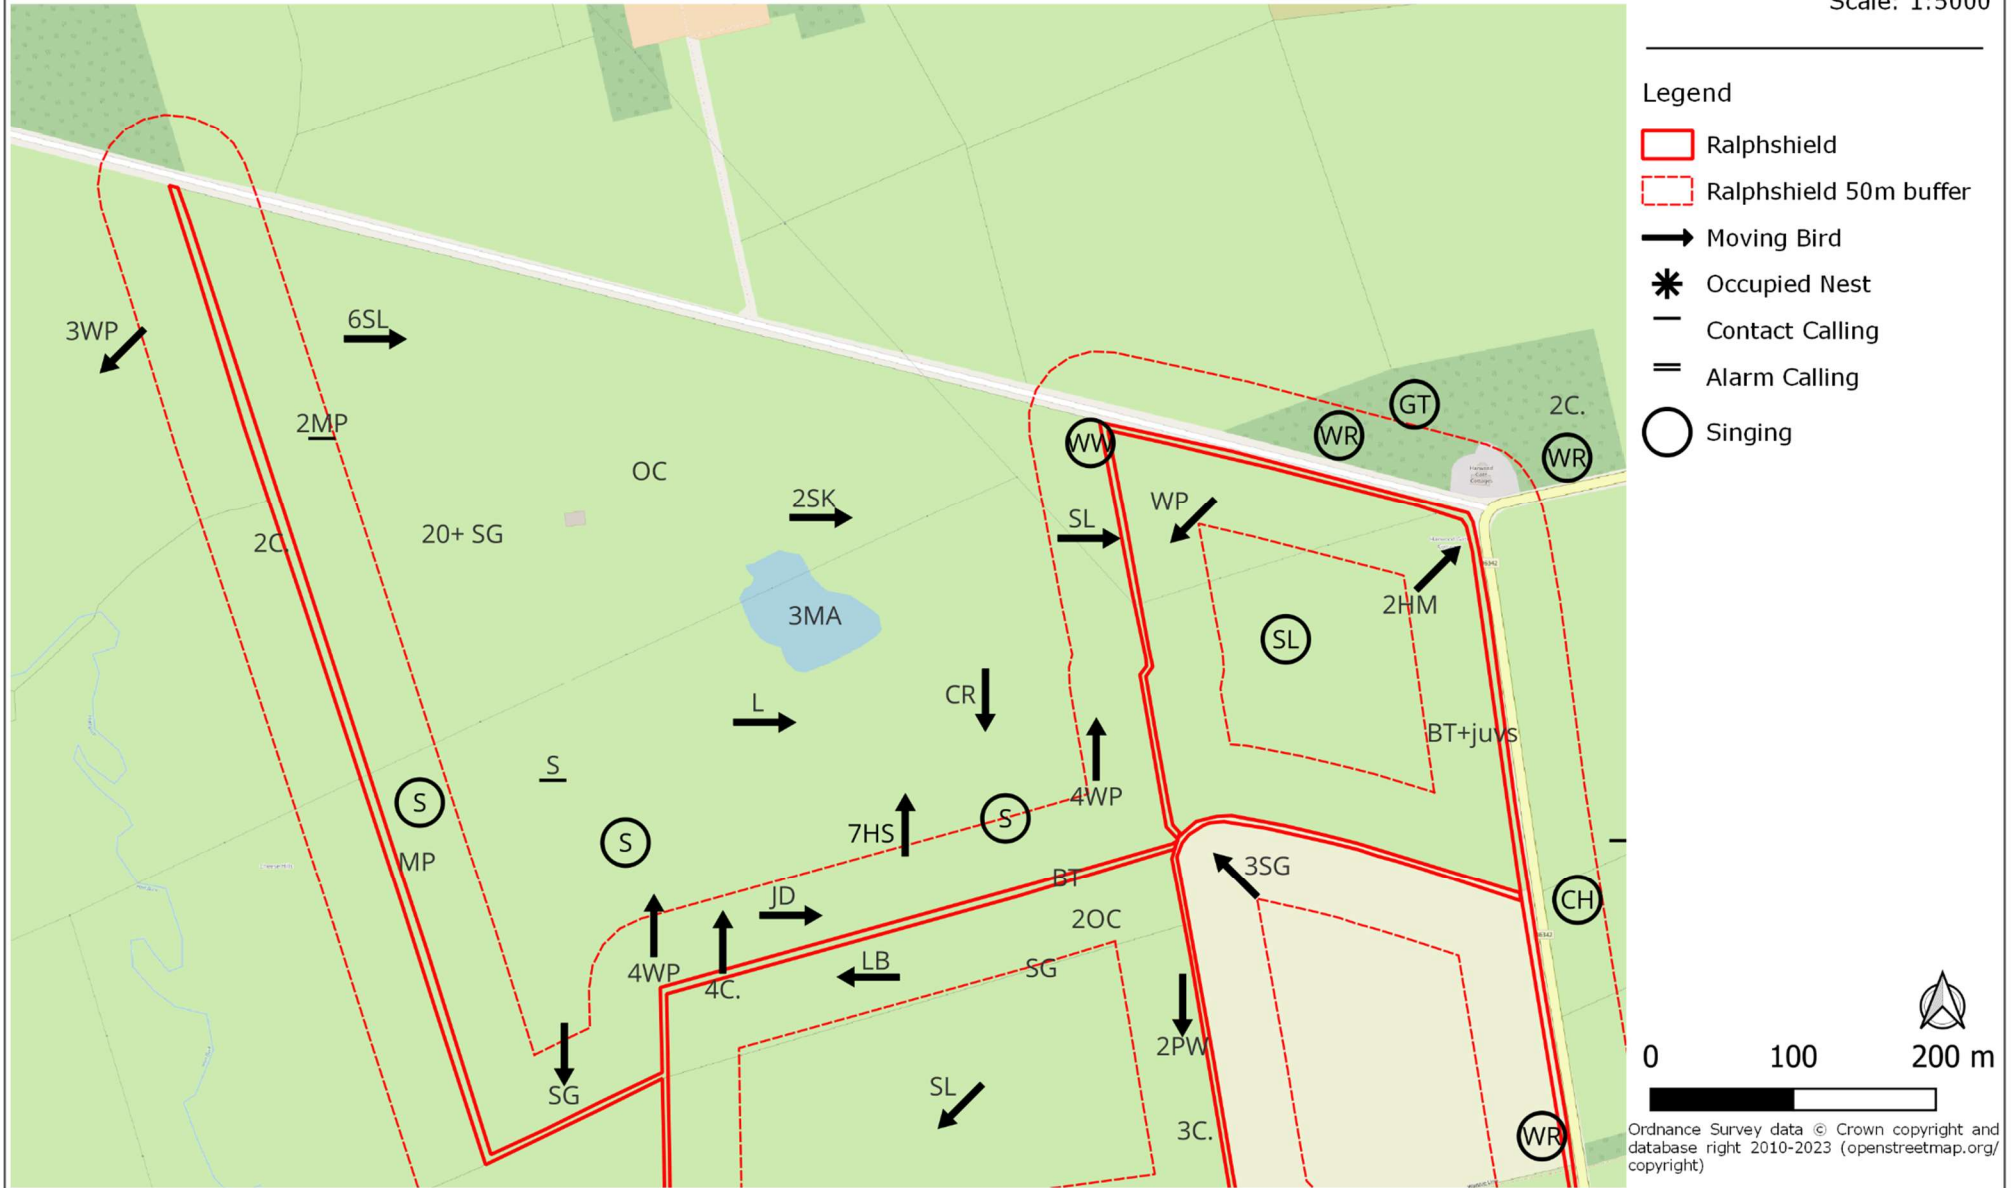 Scale: 1:5000
Legend
Ralphshield
Ralphshield 50m buffer
Moving Bird
Occupied Nest
Contact Calling
Alarm Calling
Singing
3WP
6SL
2MP
OC
2SK
20+ SG
2C.
3MA
WW
SL
WP
WR
GT
2C.
WR
2HM
SL
L
CR
BT+juvs
S
S
S
4WP
7HS
S
MP
JD
BT
3SG
CH
2OC
4WP
4C.
LB
SG
2PW
SG
SL
3C.
WR
B6342
B6342
0 100 200 m
Ordnance Survey data © Crown copyright and
database right 2010-2023 (openstreetmap.org/
copyright)